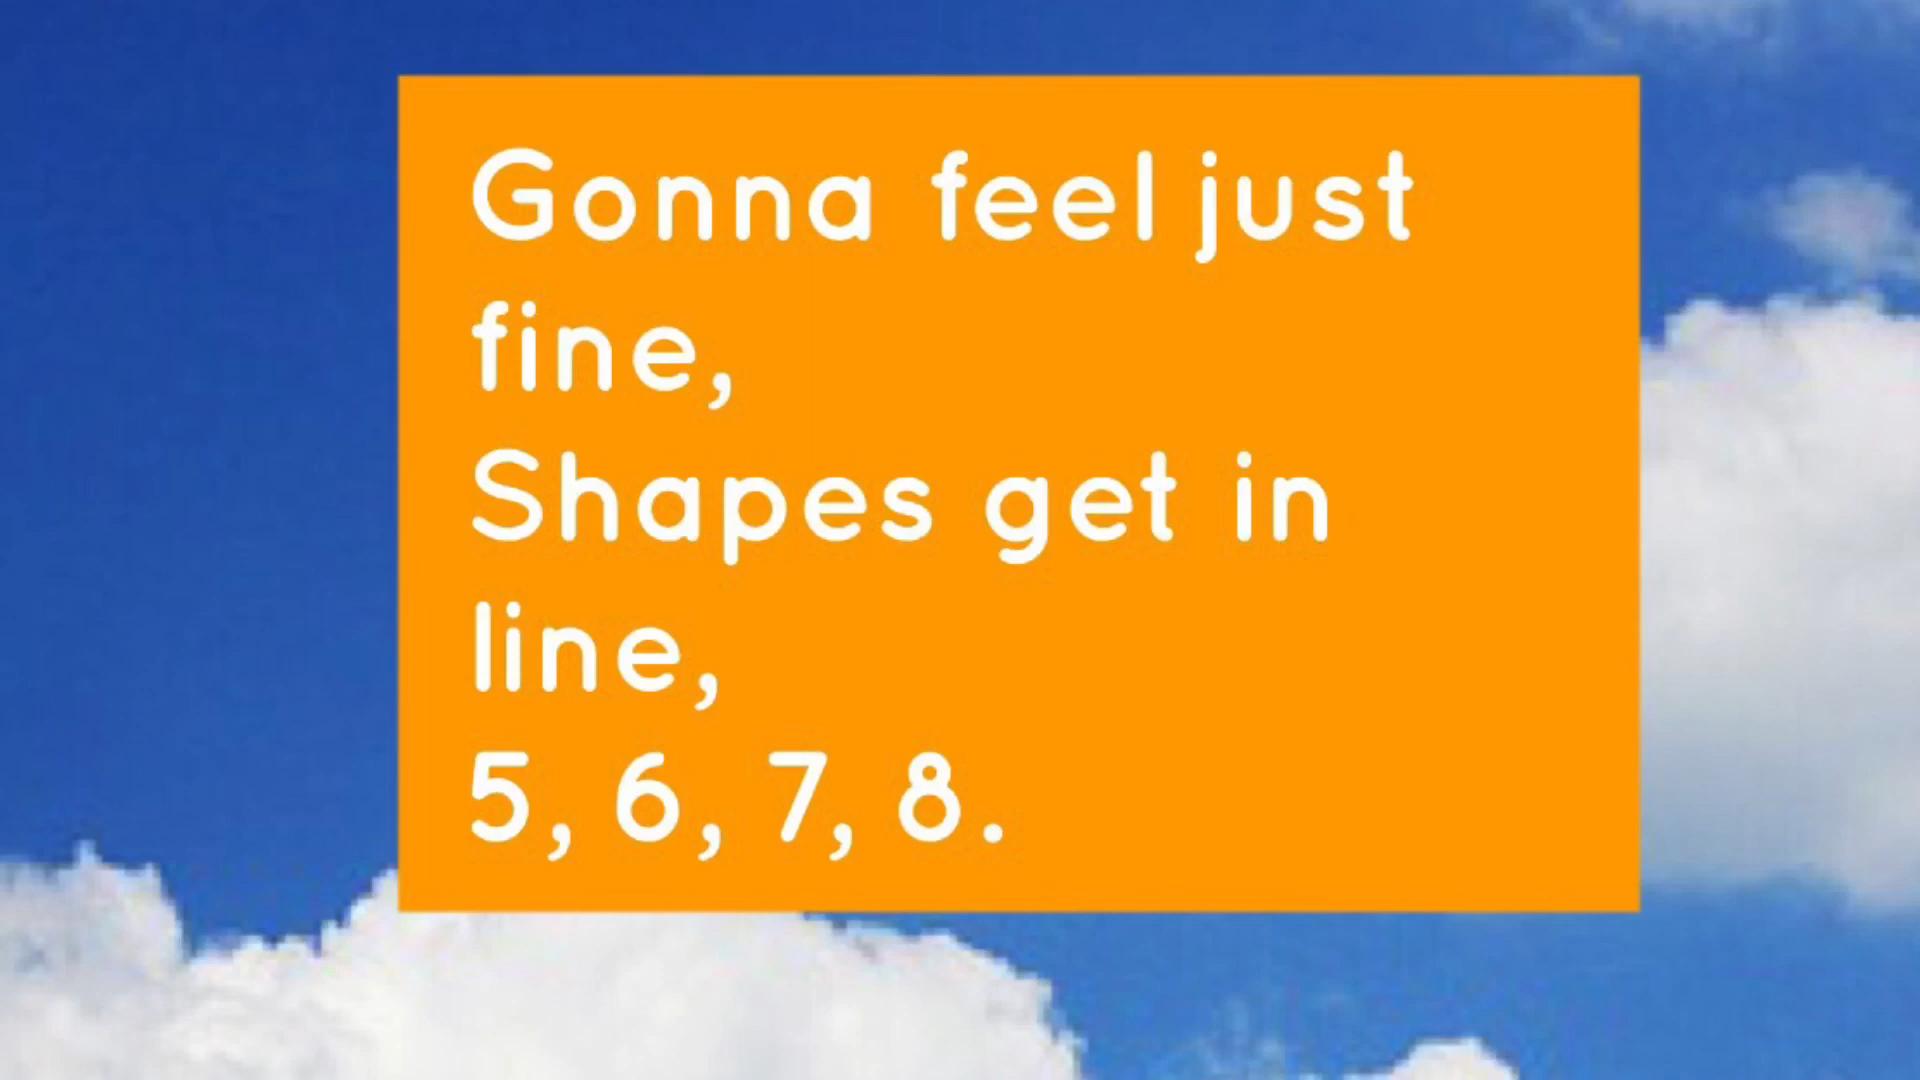 Gonna feel just
fine,
Shapes get in
line,
5, 6, 7, 8.